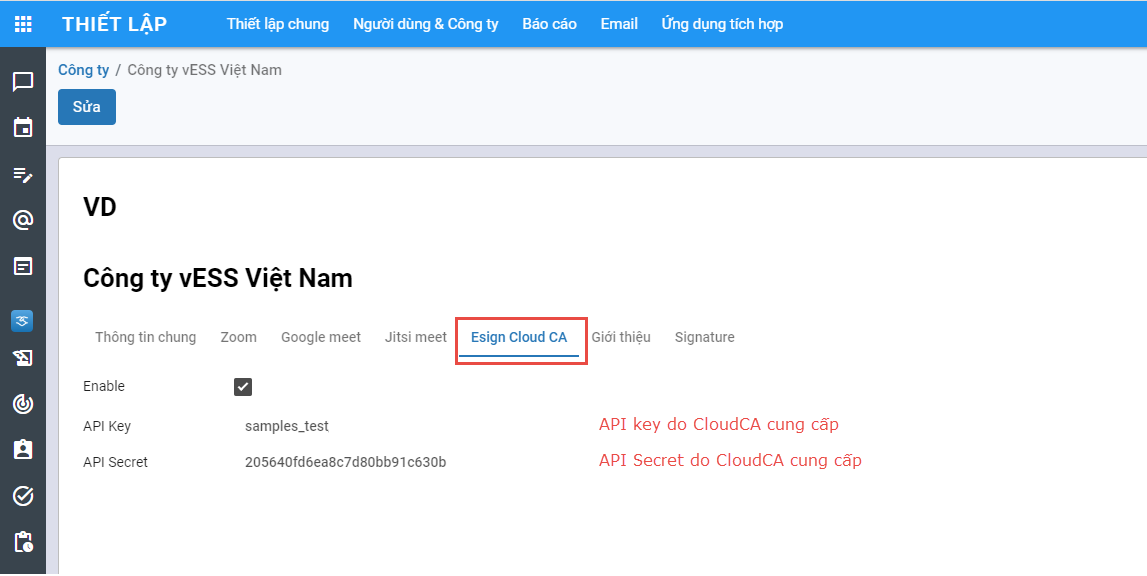 THIẾT LẬP Thiết lập chung Người dùng & Công ty Báo cáo Email Ứng dụng tích hợp
Công ty / Công ty vESS Việt Nam
Sửa
VD
Công ty vESS Việt Nam
Thông tin chung Zoom Google meet Jitsi meet Esign Cloud CA Giới thiệu Signature
Enable
API Key samples_test API key do CloudCA cung cấp
API Secret 205640fd6ea8c7d80bb91c630b API Secret do CloudCA cung cấp